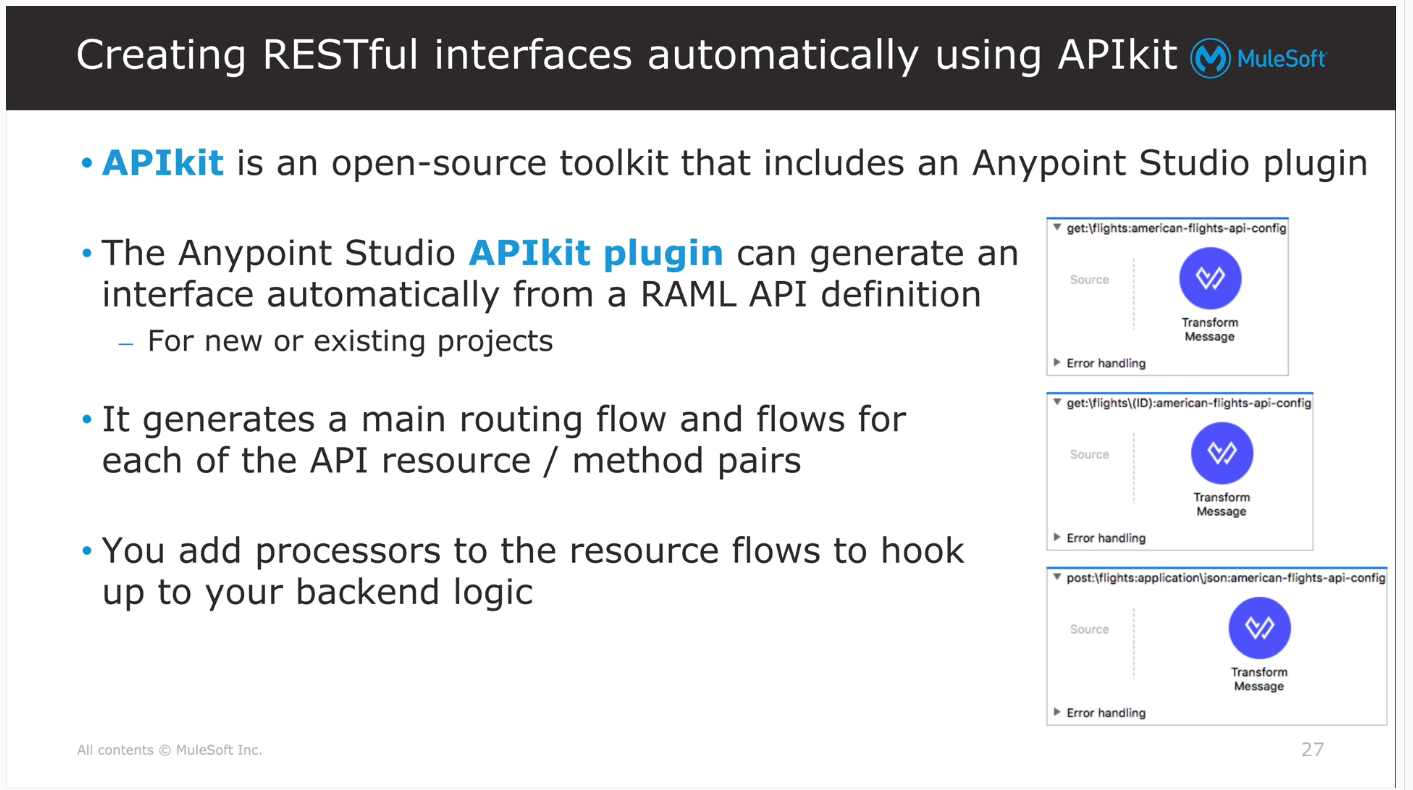 Creating RESTful interfaces automatically using APIkit
MuleSoft
• APIkit is an open-source toolkit that includes an Anypoint Studio plugin
• The Anypoint Studio APIkit plugin can generate an
interface automatically from a RAML API definition
– For new or existing projects
• It generates a main routing flow and flows for
each of the API resource / method pairs
• You add processors to the resource flows to hook
up to your backend logic
get:\flights:american-flights-api-config
Source
Transform
Message
Error handling
get:\flights\(ID):american-flights-api-config
Source
Transform
Message
Error handling
post:\flights:application\json:american-flights-api-config
Source
Transform
Message
Error handling
All contents © MuleSoft Inc.
27